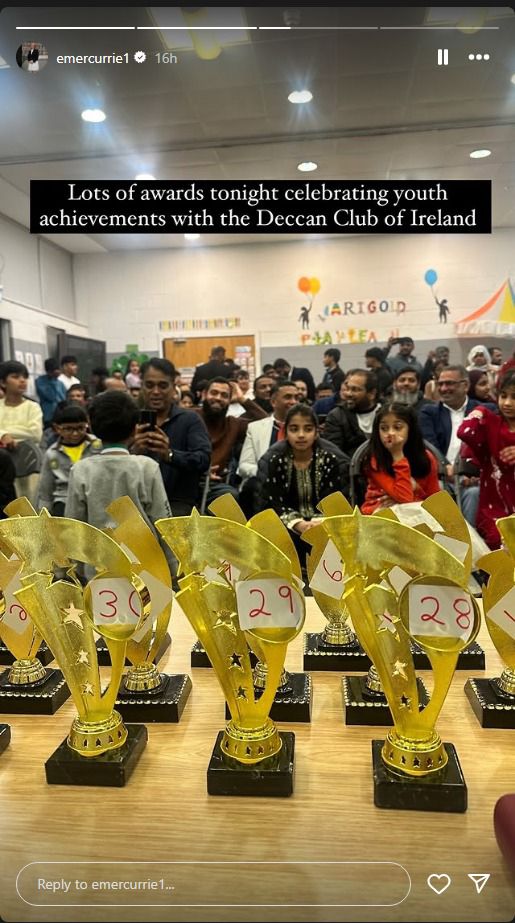 emercurrie1 16h
Lots of awards tonight celebrating youth
achievements with the Deccan Club of Ireland
ARIGOLD
6
30
29
28
Reply to emercurrie1...